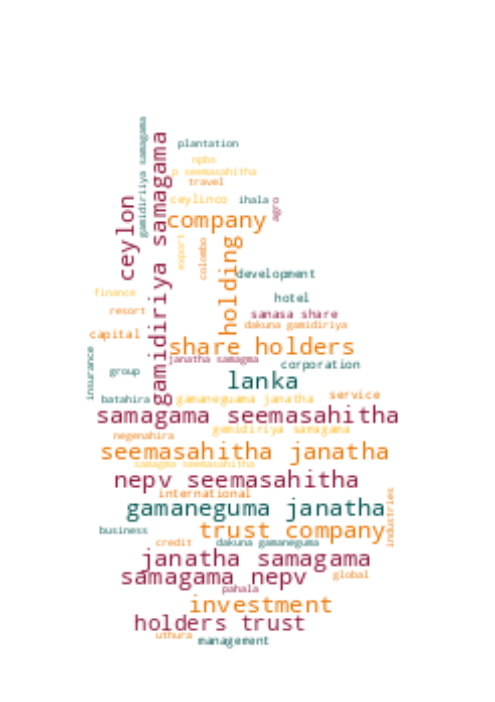 gamidiriiya samagama
plantation
gamidiriya samagama
npbs
p seemasahitha
travel
ceylon
ceylinco
ihala
agro
company
export
colombo
holding
development
finance
hotel
resort
sanasa share
dakuna gamidiriya
capital
share holders
insurance
janatha samagma
corporation
group
lanka
batahira
gamaneguama janatha
service
samagama seemasahitha
gemidiriya samagama
negenahira
seemasahitha janatha
samagma seemasahitha
nepv seemasahitha
international
industries
gamaneguma janatha
business
trust company
credit
dakuna gamaneguma
janatha samagama
samagama nepv
global
pahala
investment
holders trust
uthura
management